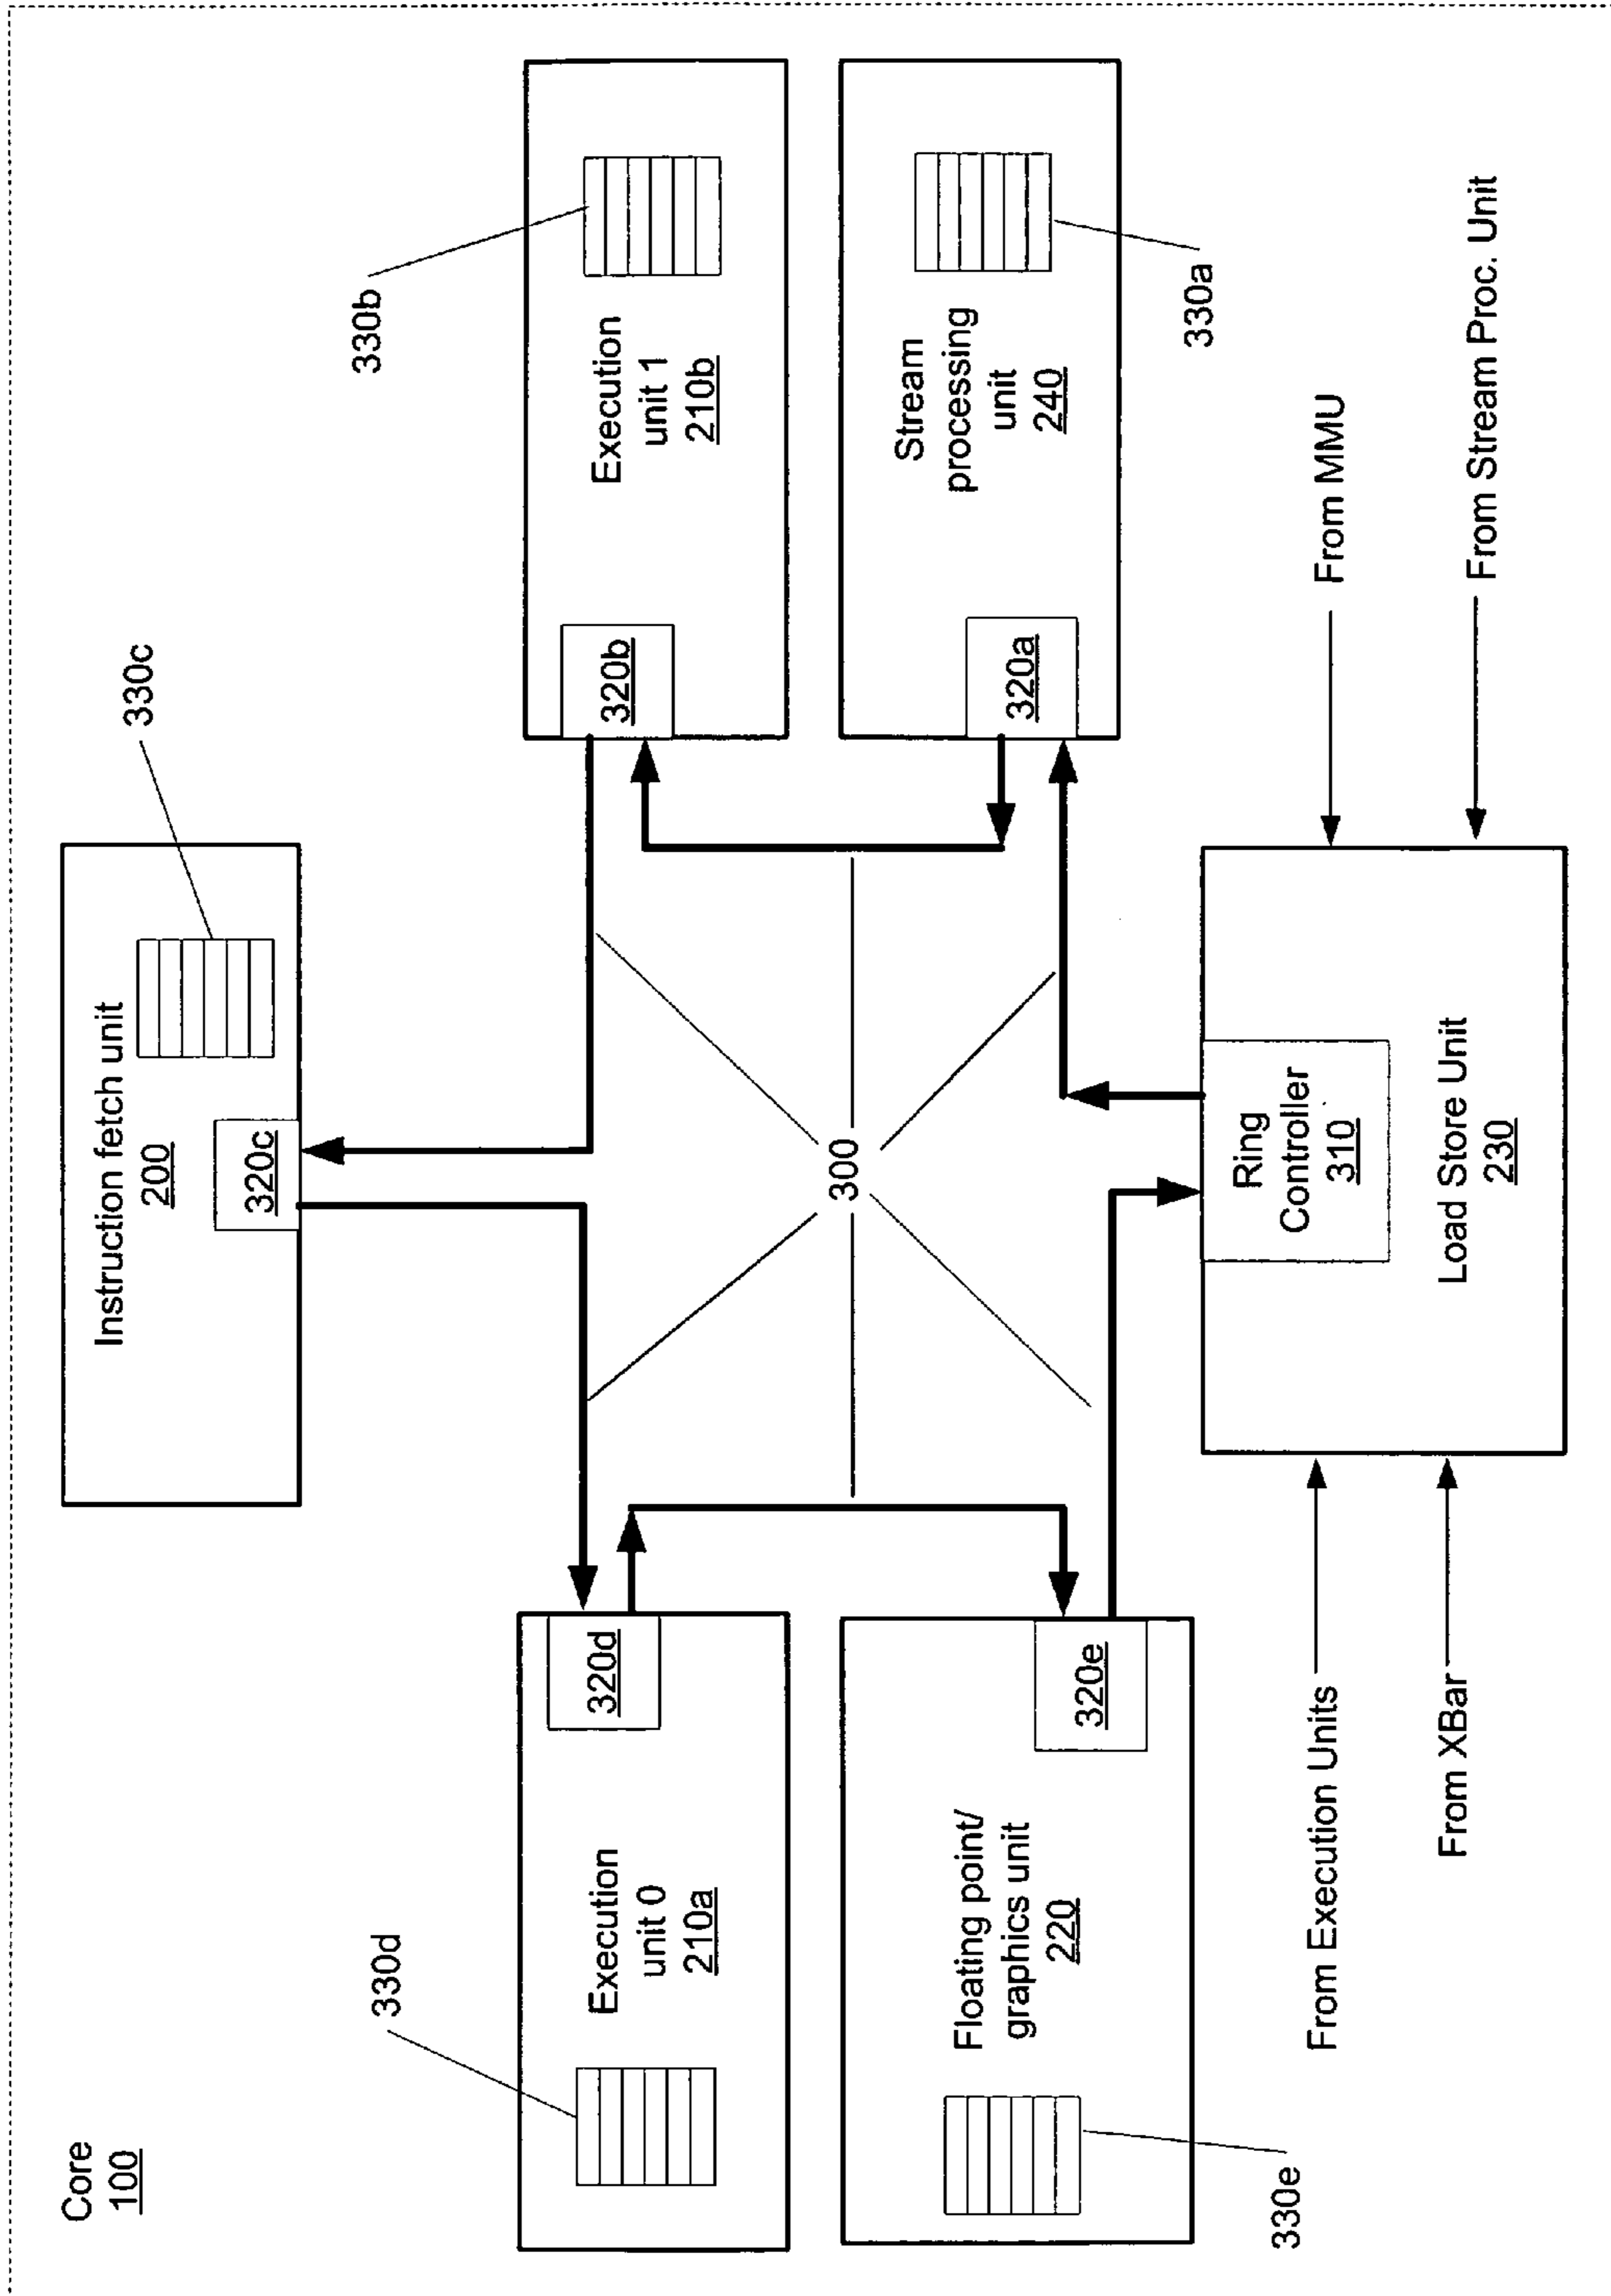 Core
100
Instruction fetch unit
200
320c
330c
330d
Execution
unit 0
210a
320d
330b
Execution
unit 1
210b
320b
300
Floating point/
graphics unit
220
320e
330e
Stream
processing
unit
240
320a
330a
Ring
Controller
310
Load Store Unit
230
From Execution Units
From XBar
From MMU
From Stream Proc. Unit